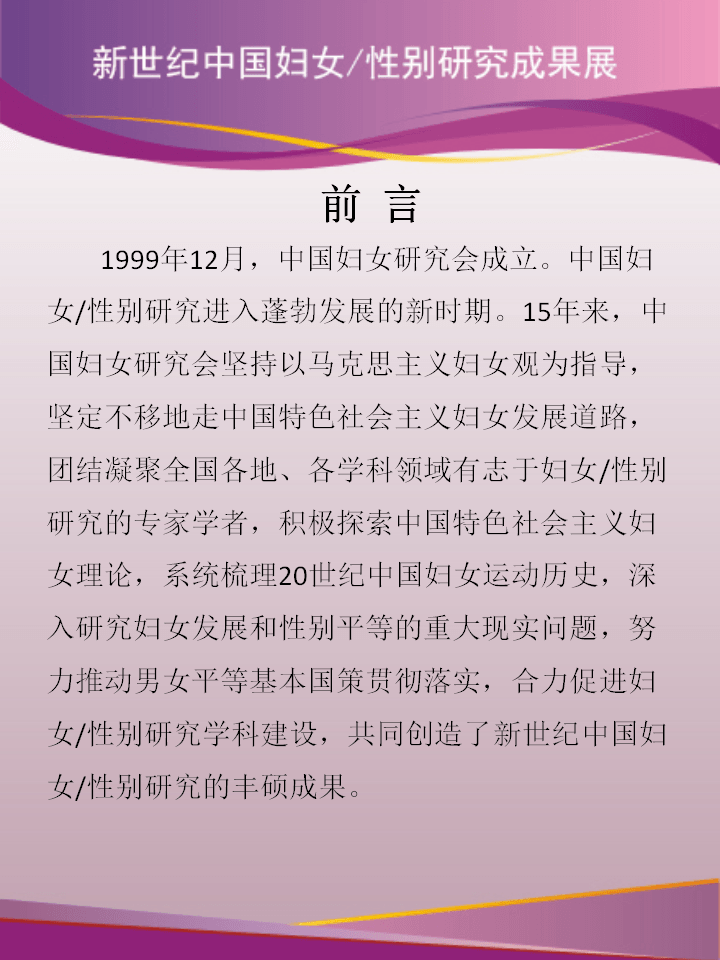 新世纪中国妇女/性别研究成果展
前 言
1999年12月，中国妇女研究会成立。中国妇
女/性别研究进入蓬勃发展的新时期。15年来，中
国妇女研究会坚持以马克思主义妇女观为指导，
坚定不移地走中国特色社会主义妇女发展道路，
团结凝聚全国各地、各学科领域有志于妇女/性别
研究的专家学者，积极探索中国特色社会主义妇
女理论，系统梳理20世纪中国妇女运动历史，深
入研究妇女发展和性别平等的重大现实问题，努
力推动男女平等基本国策贯彻落实，合力促进妇
女/性别研究学科建设，共同创造了新世纪中国妇
女/性别研究的丰硕成果。